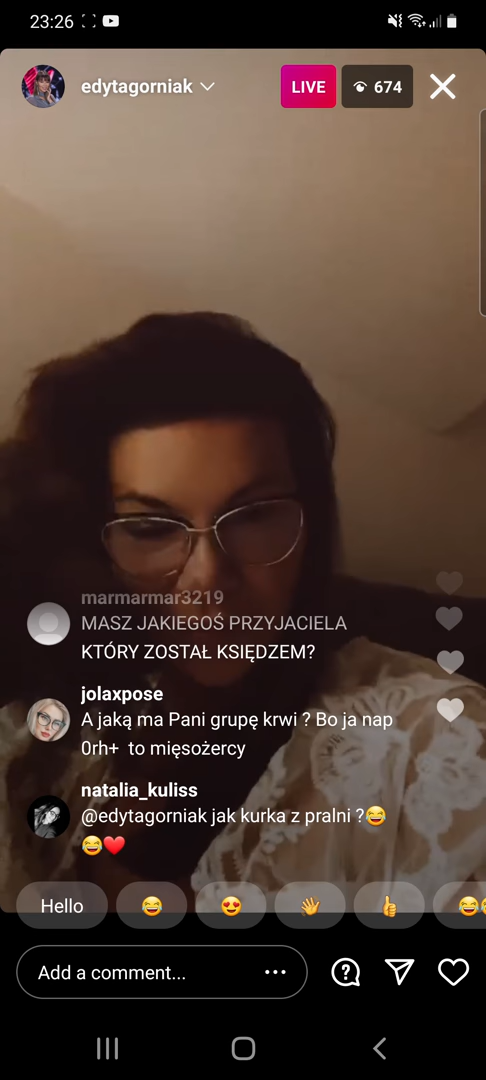 23:26
edytagorniak
LIVE
674
marmarmar3219
MASZ JAKIEGOŚ PRZYJACIELA
KTÓRY ZOSTAŁ KSIĘDZEM?
jolaxpose
A jaką ma Pani grupę krwi ? Bo ja nap
0rh+ to mięsożercy
natalia_kuliss
@edytagorniak jak kurka z pralni ?😂
😂❤️
Hello 😂 😍 👋 👍 😂
Add a comment...